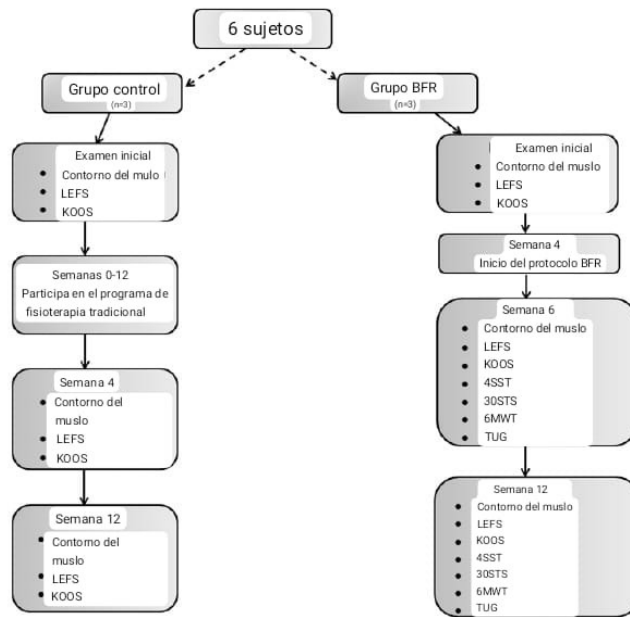 6 sujetos
Grupo control
(n=3)
Grupo BFR
(n=3)
Examen inicial
• Contorno del mulo
• LEFS
• KOOS
Semanas 0-12
Participa en el programa de
fisioterapia tradicional
Semana 4
• Contorno del
muslo
• LEFS
• KOOS
Semana 12
• Contorno del
muslo
• LEFS
• KOOS
Examen inicial
• Contorno del muslo
• LEFS
• KOOS
Semana 4
Inicio del protocolo BFR
Semana 6
• Contorno del muslo
• LEFS
• KOOS
• 4SST
• 30STS
• 6MWT
• TUG
Semana 12
• Contorno del muslo
• LEFS
• KOOS
• 4SST
• 30STS
• 6MWT
• TUG